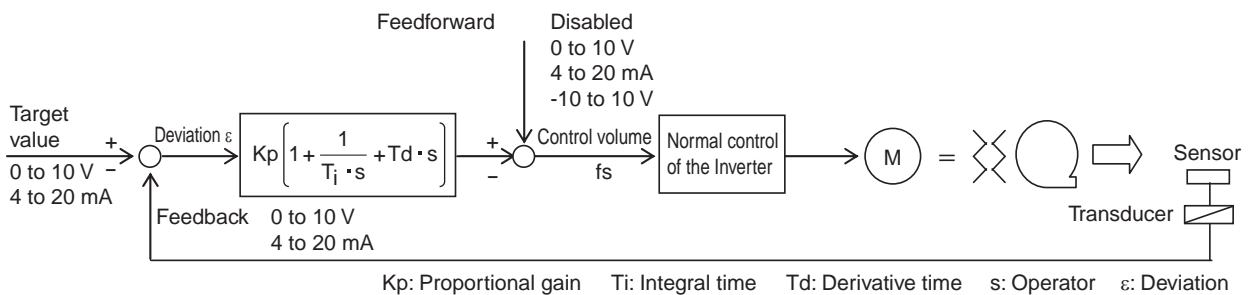 Feedforward
Disabled
0 to 10 V
4 to 20 mA
-10 to 10 V
Target
value
+
−
0 to 10 V
4 to 20 mA
Deviation ε
Kp(1+ 1/Ti・s +Td・s)
+
−
Control volume
fs
Normal control
of the Inverter
M
=
Sensor
Transducer
Feedback 0 to 10 V
4 to 20 mA
Kp: Proportional gain Ti: Integral time Td: Derivative time s: Operator ε: Deviation